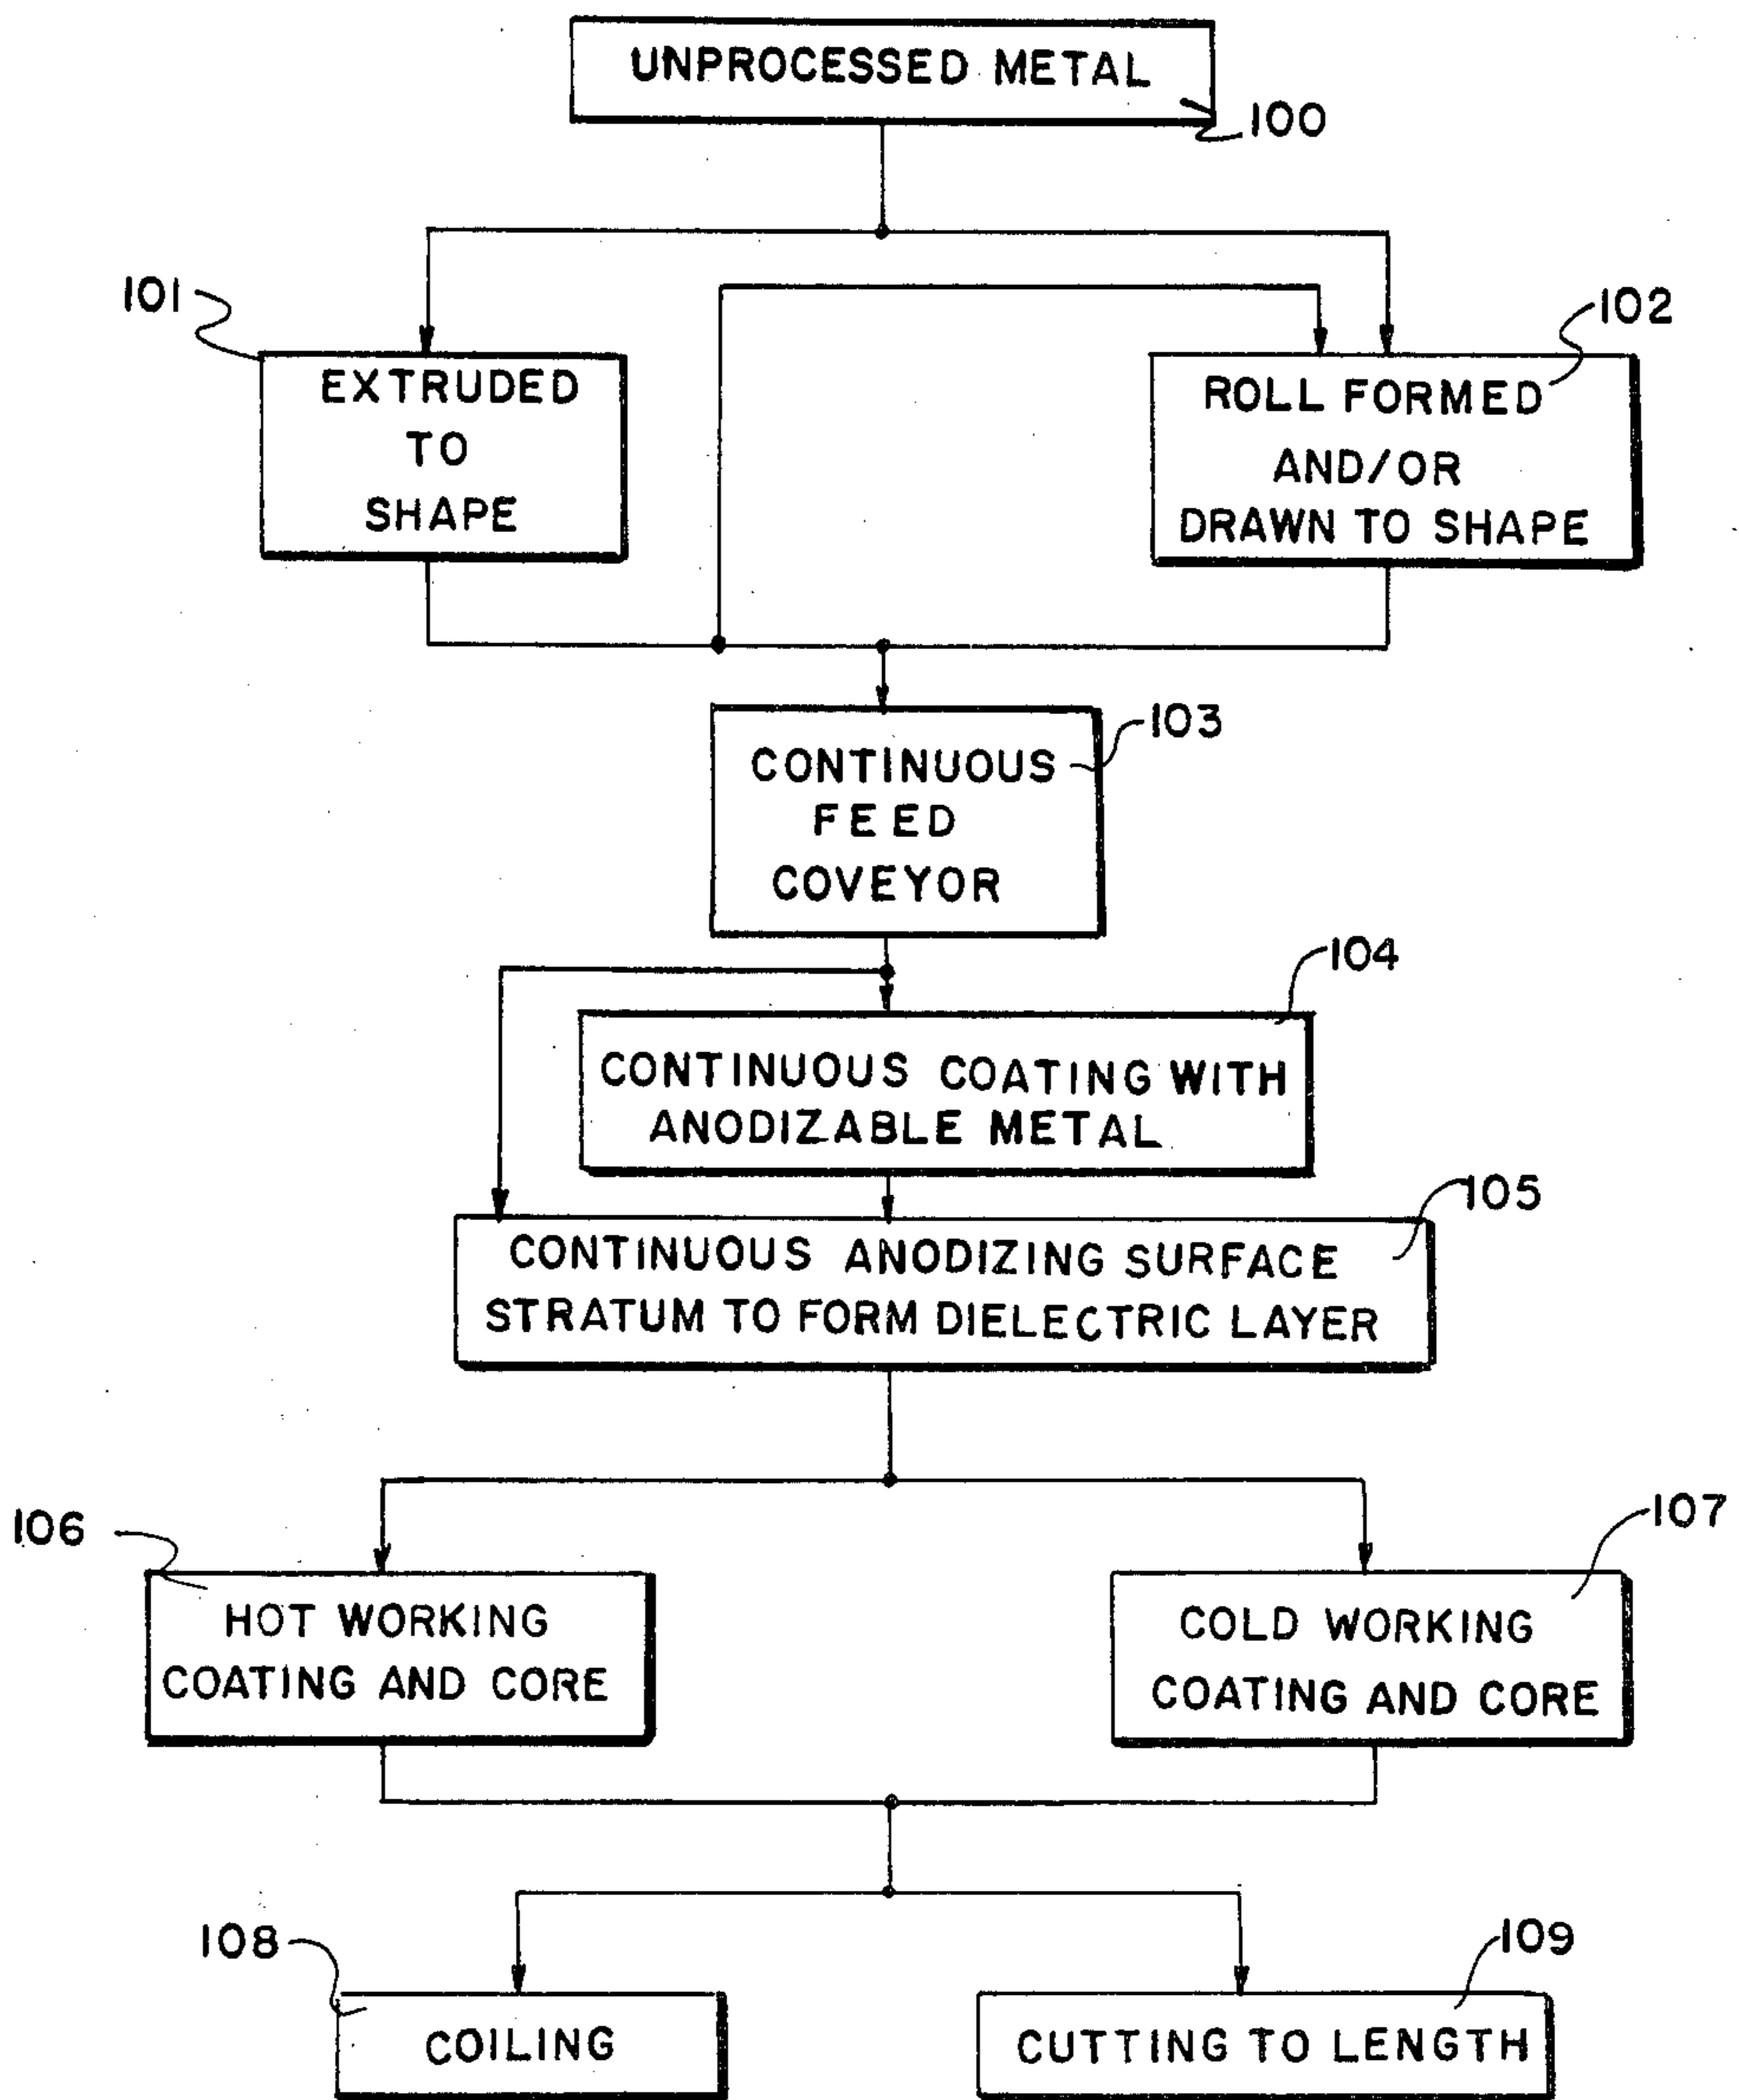 UNPROCESSED METAL
100
101
EXTRUDED
TO
SHAPE
102
ROLL FORMED
AND/OR
DRAWN TO SHAPE
103
CONTINUOUS
FEED
COVEYOR
104
CONTINUOUS COATING WITH
ANODIZABLE METAL
105
CONTINUOUS ANODIZING SURFACE
STRATUM TO FORM DIELECTRIC LAYER
106
HOT WORKING
COATING AND CORE
107
COLD WORKING
COATING AND CORE
108
COILING
109
CUTTING TO LENGTH